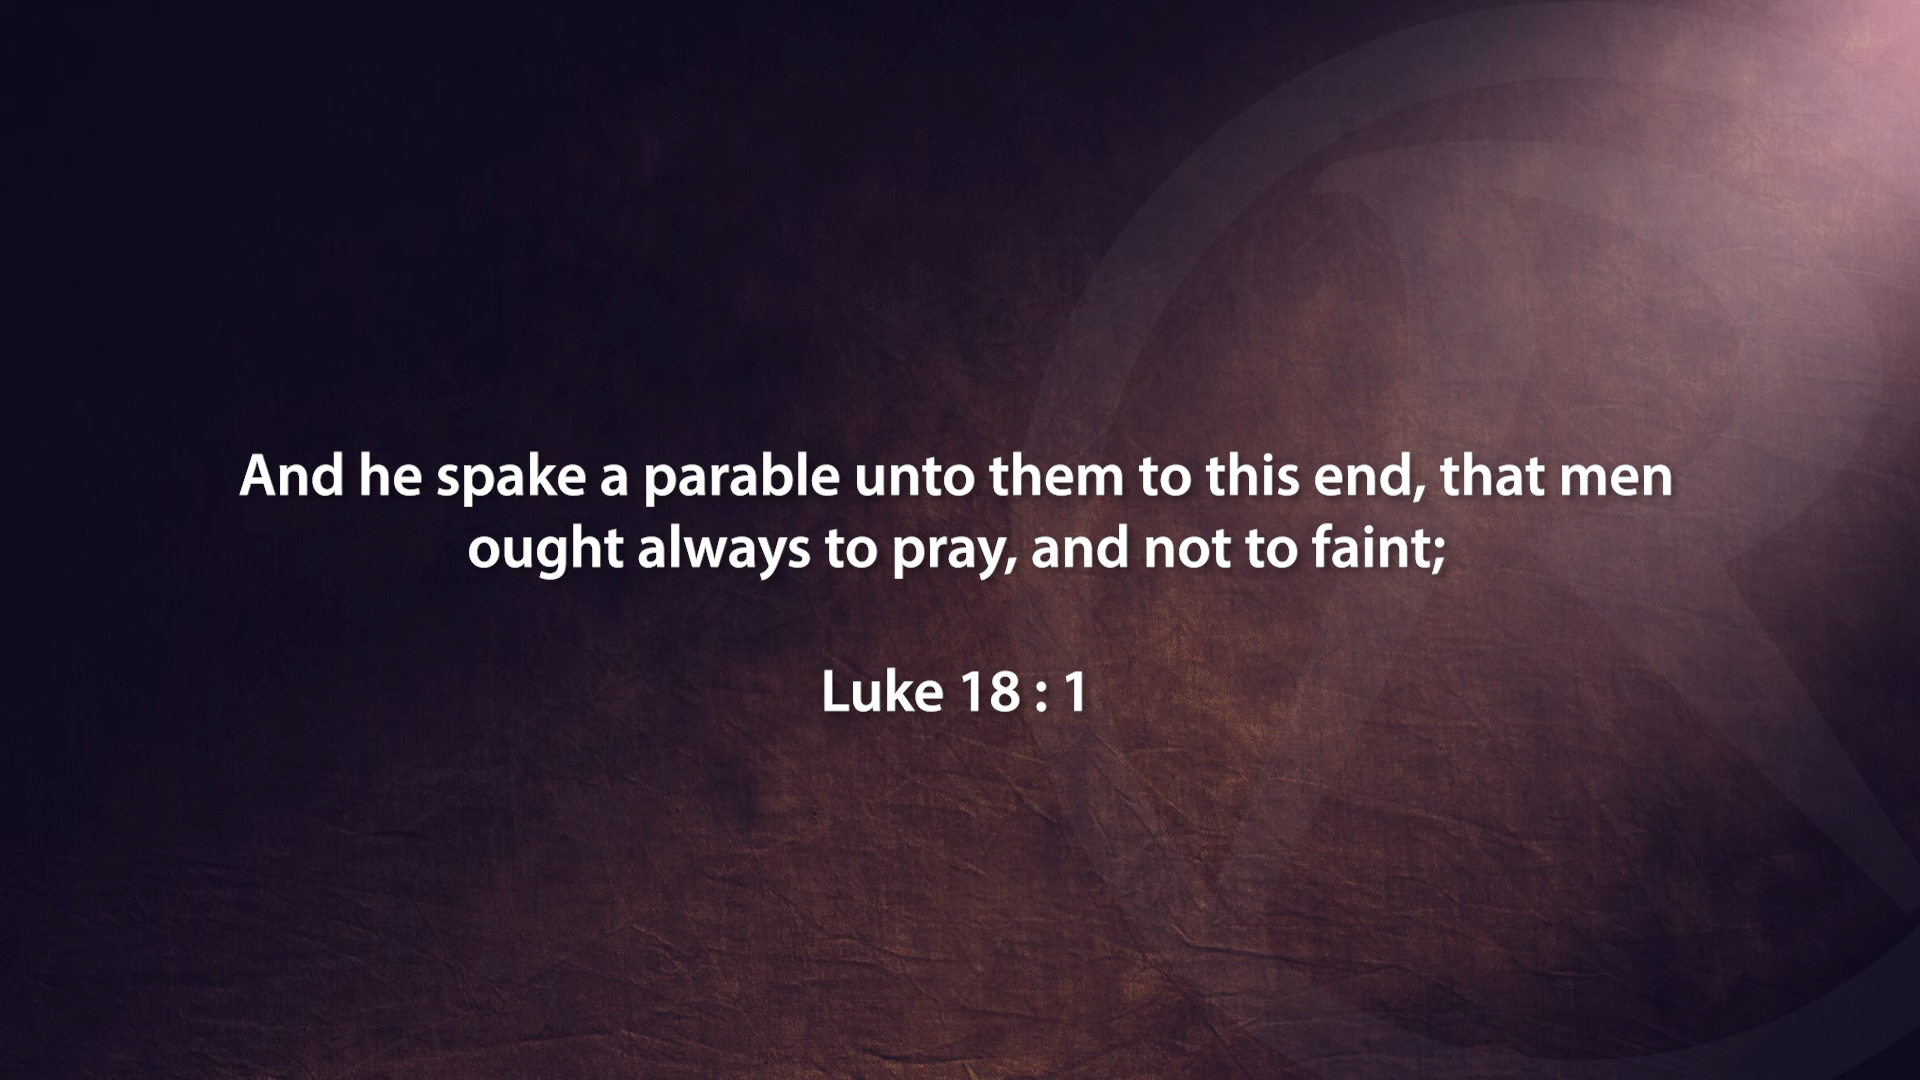 And he spake a parable unto them to this end, that men
ought always to pray, and not to faint;
Luke 18 : 1